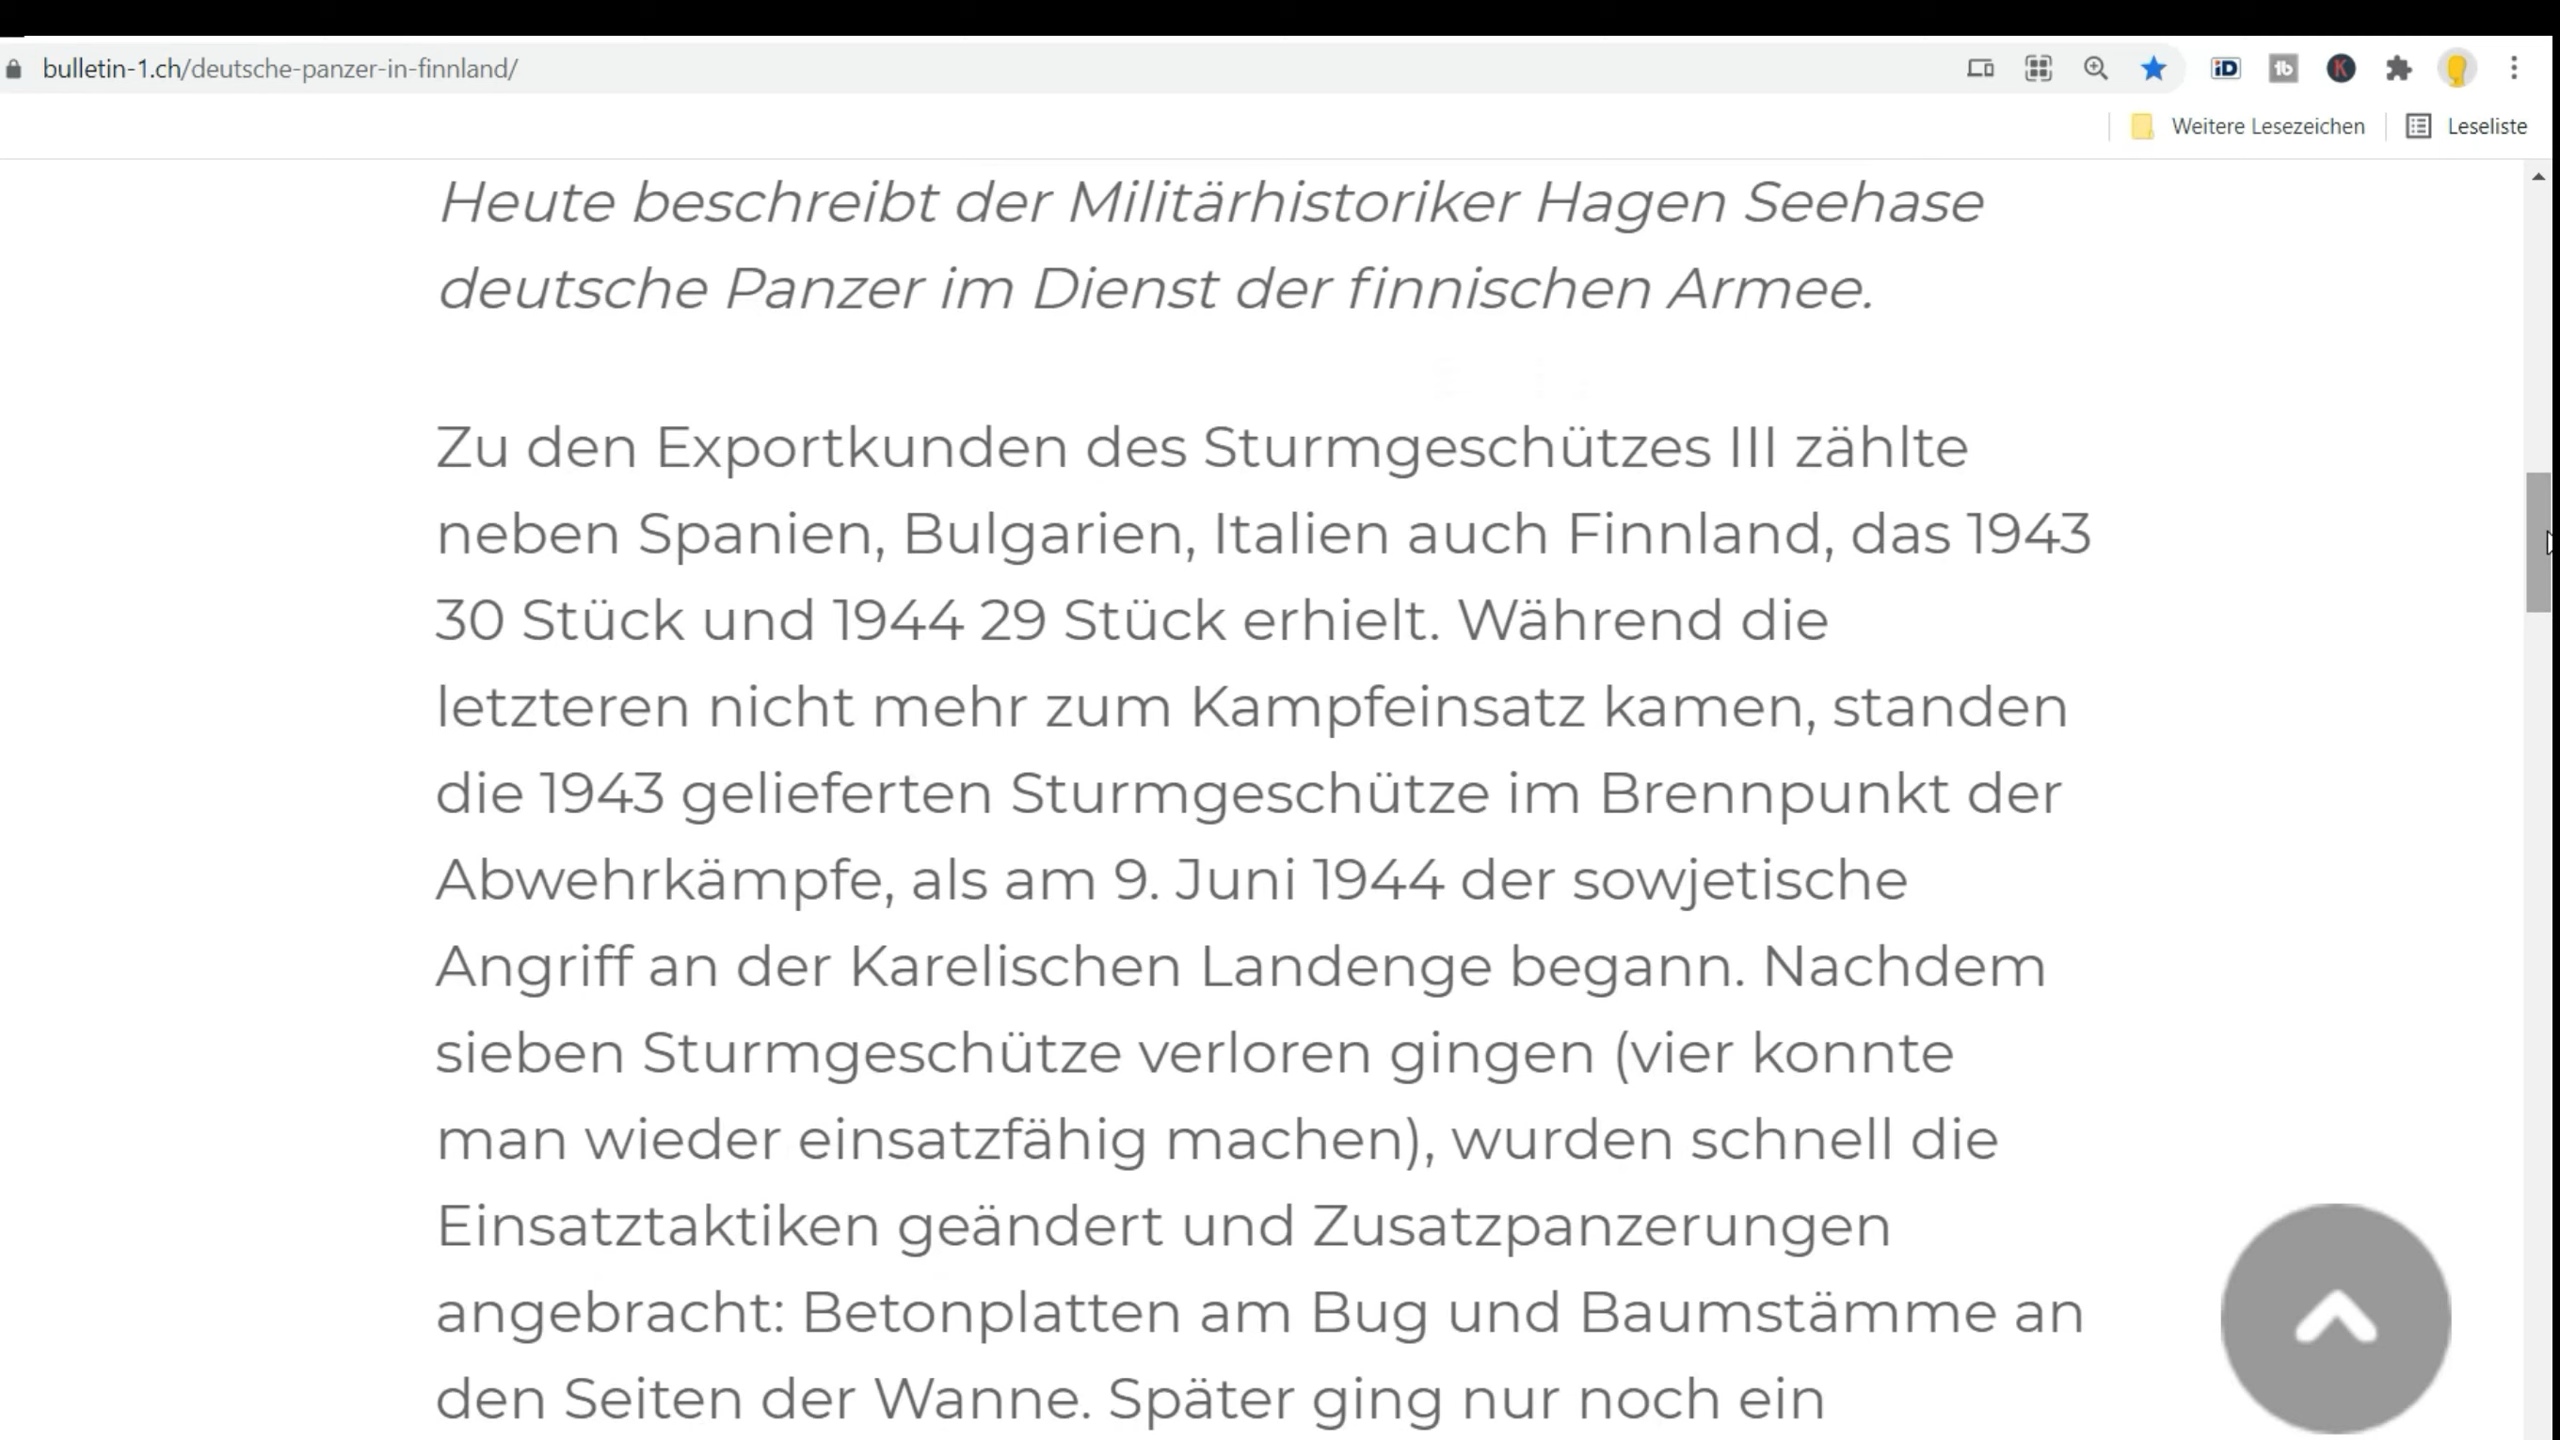 bulletin-1.ch/deutsche-panzer-in-finnland/
iD
tb
K
Weitere Lesezeichen
Leseliste
Heute beschreibt der Militärhistoriker Hagen Seehase
deutsche Panzer im Dienst der finnischen Armee.
Zu den Exportkunden des Sturmgeschützes III zählte
neben Spanien, Bulgarien, Italien auch Finnland, das 1943
30 Stück und 1944 29 Stück erhielt. Während die
letzteren nicht mehr zum Kampfeinsatz kamen, standen
die 1943 gelieferten Sturmgeschütze im Brennpunkt der
Abwehrkämpfe, als am 9. Juni 1944 der sowjetische
Angriff an der Karelischen Landenge begann. Nachdem
sieben Sturmgeschütze verloren gingen (vier konnte
man wieder einsatzfähig machen), wurden schnell die
Einsatztaktiken geändert und Zusatzpanzerungen
angebracht: Betonplatten am Bug und Baumstämme an
den Seiten der Wanne. Später ging nur noch ein